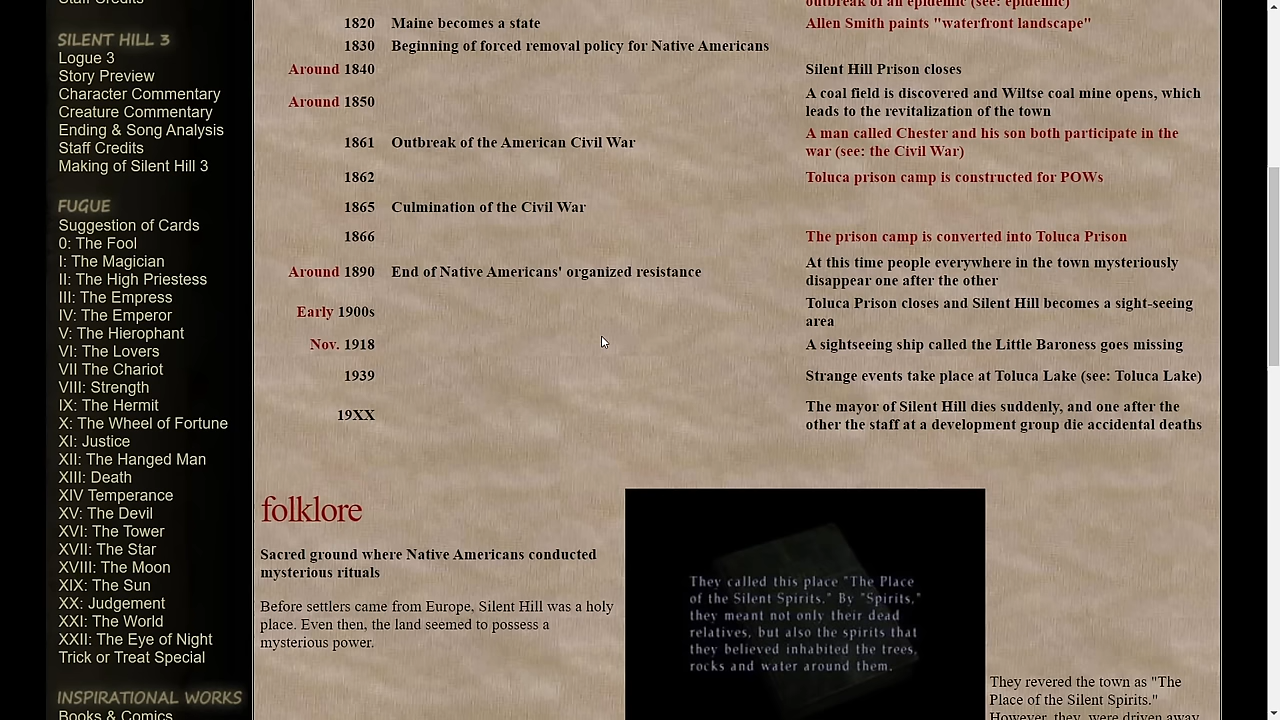 Staff Credits
SILENT HILL 3
Logue 3
Story Preview
Character Commentary
Creature Commentary
Ending & Song Analysis
Staff Credits
Making of Silent Hill 3
FUGUE
Suggestion of Cards
0: The Fool
I: The Magician
II: The High Priestess
III: The Empress
IV: The Emperor
V: The Hierophant
VI: The Lovers
VII The Chariot
VIII: Strength
IX: The Hermit
X: The Wheel of Fortune
XI: Justice
XII: The Hanged Man
XIII: Death
XIV Temperance
XV: The Devil
XVI: The Tower
XVII: The Star
XVIII: The Moon
XIX: The Sun
XX: Judgement
XXI: The World
XXII: The Eye of Night
Trick or Treat Special
INSPIRATIONAL WORKS
Books & Comics
outbreak of an epidemic (see: epidemic)
1820 Maine becomes a state Allen Smith paints "waterfront landscape"
1830 Beginning of forced removal policy for Native Americans
Around 1840 Silent Hill Prison closes
Around 1850 A coal field is discovered and Wiltse coal mine opens, which
leads to the revitalization of the town
1861 Outbreak of the American Civil War A man called Chester and his son both participate in the
war (see: the Civil War)
1862 Toluca prison camp is constructed for POWs
1865 Culmination of the Civil War
1866 The prison camp is converted into Toluca Prison
Around 1890 End of Native Americans' organized resistance At this time people everywhere in the town mysteriously
disappear one after the other
Early 1900s Toluca Prison closes and Silent Hill becomes a sight-seeing
area
Nov. 1918 A sightseeing ship called the Little Baroness goes missing
1939 Strange events take place at Toluca Lake (see: Toluca Lake)
19XX The mayor of Silent Hill dies suddenly, and one after the
other the staff at a development group die accidental deaths
folklore
Sacred ground where Native Americans conducted
mysterious rituals
Before settlers came from Europe, Silent Hill was a holy
place. Even then, the land seemed to possess a
mysterious power.
They called this place "The Place
of the Silent Spirits." By "Spirits,"
they meant not only their dead
relatives, but also the spirits that
they believed inhabited the trees,
rocks and water around them.
They revered the town as "The
Place of the Silent Spirits."
However, they were driven away